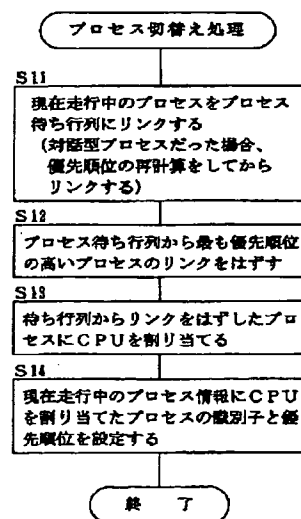 プロセス切替え処理
S11
現在走行中のプロセスをプロセス
待ち行列にリンクする
(対話型プロセスだった場合、
優先順位の再計算をしてから
リンクする)
S12
プロセス待ち行列から最も優先順位
の高いプロセスのリンクをはずす
S13
待ち行列からリンクをはずしたプ
ロセスにCPUを割り当てる
S14
現在走行中のプロセス情報にCPU
を割り当てたプロセスの識別子と優
先順位を設定する
終 了